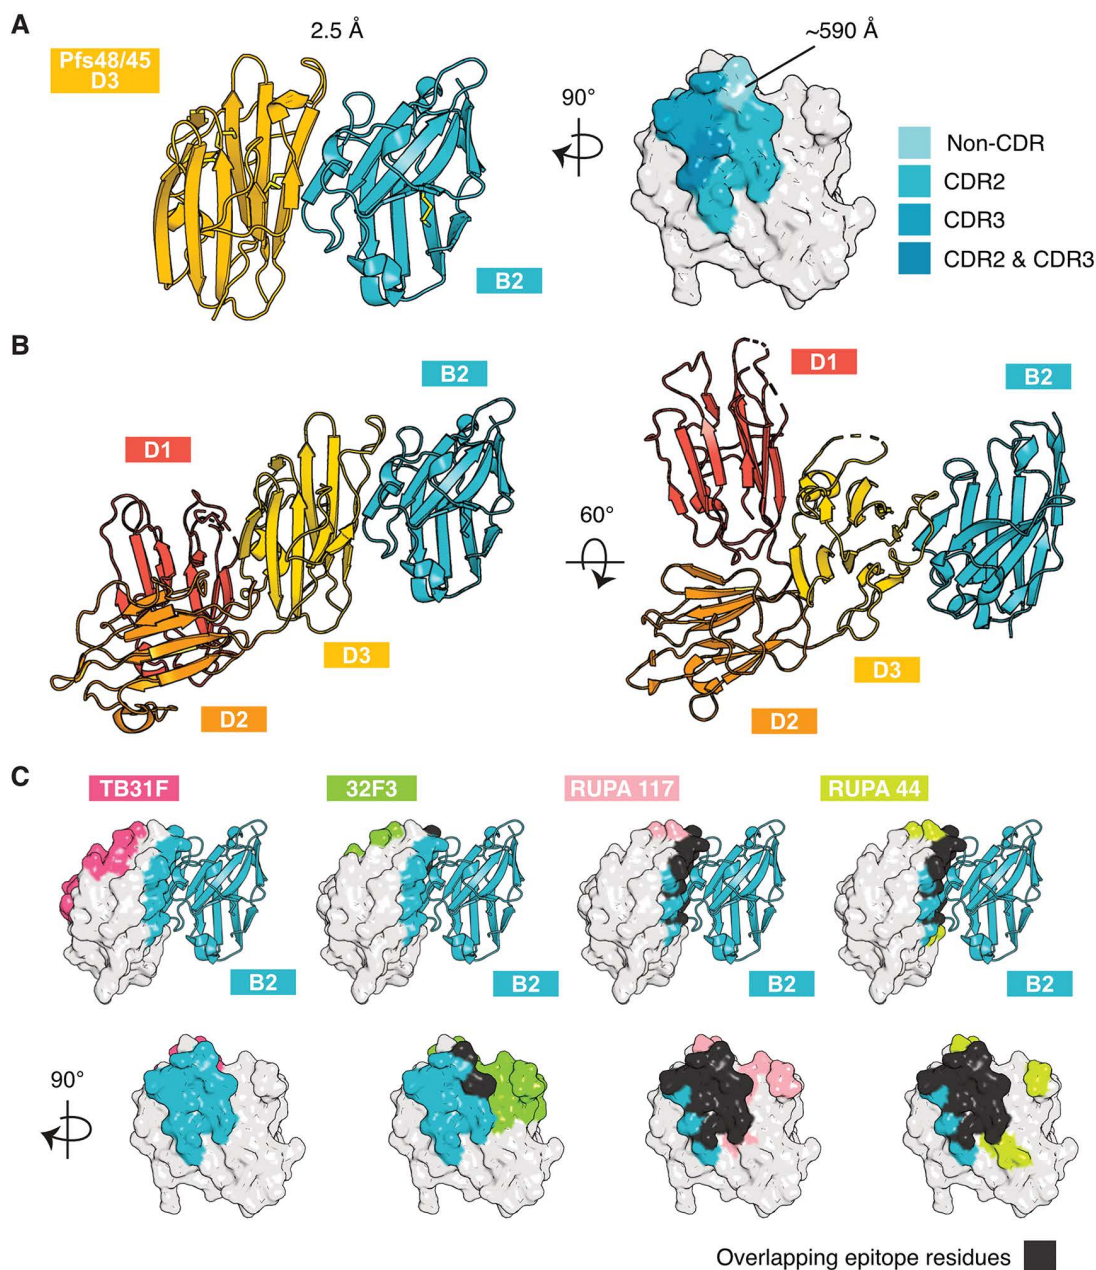 A
2.5 Å
~590 Å
Pfs48/45
D3
90°
Non-CDR
CDR2
CDR3
CDR2 & CDR3
B2
B
B2
D1
D3
D2
60°
D1
B2
D3
D2
C
TB31F
32F3
RUPA 117
RUPA 44
B2
B2
B2
B2
90°
Overlapping epitope residues